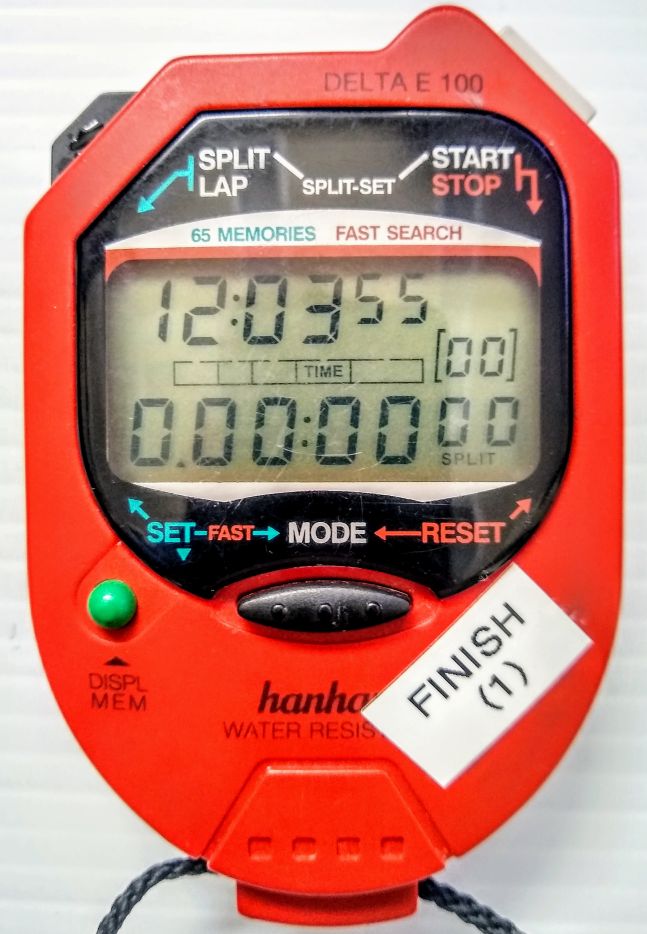 DELTA E 100
SPLIT LAP
SPLIT-SET
START STOP
65 MEMORIES FAST SEARCH
12:03 55
TIME
[00]
0.00:00 00
SPLIT
SET-FAST→ MODE ←RESET
DISPL
MEM
WATER
FINISH
(1)